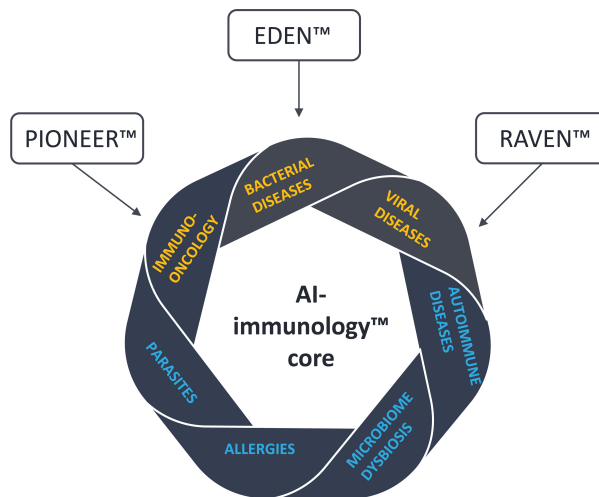 EDEN™
PIONEER™
RAVEN™
BACTERIAL
DISEASES
VIRAL
DISEASES
IMMUNO-
ONCOLOGY
AI-
immunology™
core
AUTOIMMUNE
DISEASES
PARASITES
MICROBIOME
DYSBIOSIS
ALLERGIES